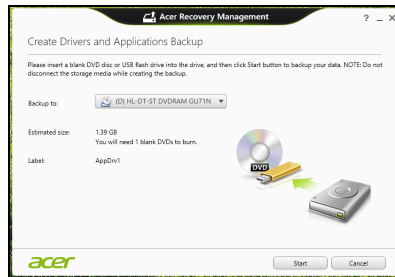 Acer Recovery Management
? _ X
Create Drivers and Applications Backup
Please insert a blank DVD disc or USB flash drive into the drive, and then click Start button to backup your data. NOTE: Do not
disconnect the storage media while creating the backup.
Backup to: (D) HL-DT-ST DVDRAM GU71N
Estimated size: 1.39 GB
You will need 1 blank DVDs to burn.
Label: AppDrv1
DVD
acer
Start Cancel